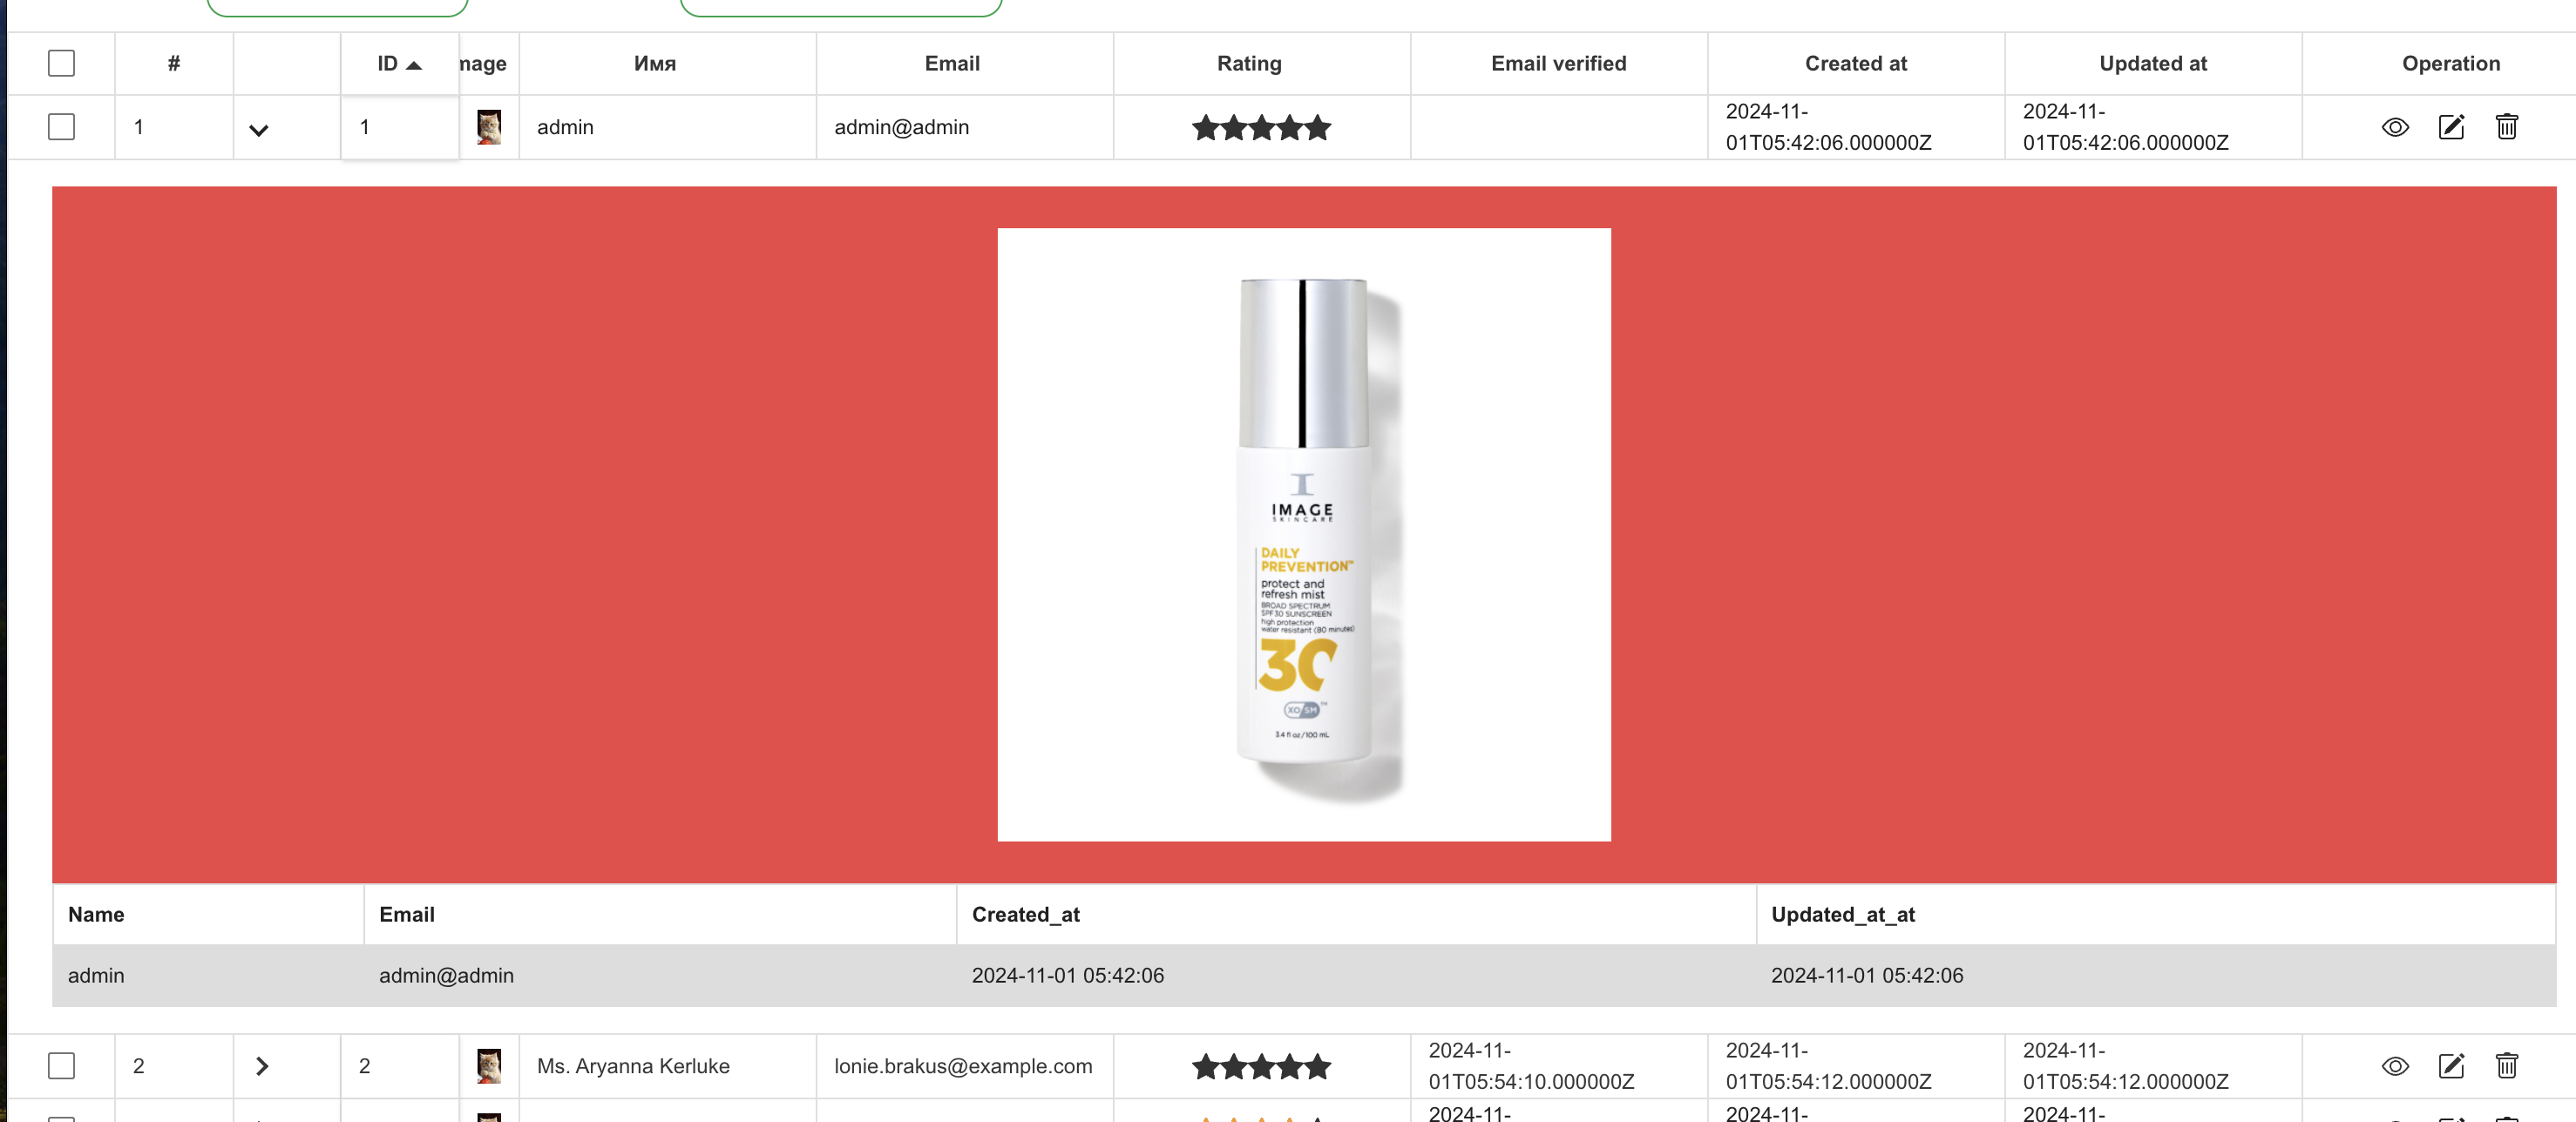 # ID mage Имя Email Rating Email verified Created at Updated at Operation
1 1 admin admin@admin 2024-11-01T05:42:06.000000Z 2024-11-01T05:42:06.000000Z
I
IMAGE
SKINCARE
DAILY
PREVENTION™
protect and
refresh mist
BROAD SPECTRUM
SPF30 SUNSCREEN
high protection
water resistant (80 minutes)
30
XO SM™
3.4 fl oz/100 mL
Name Email Created_at Updated_at_at
admin admin@admin 2024-11-01 05:42:06 2024-11-01 05:42:06
2 2 Ms. Aryanna Kerluke lonie.brakus@example.com 2024-11-01T05:54:10.000000Z 2024-11-01T05:54:12.000000Z 2024-11-01T05:54:12.000000Z
2024-11- 2024-11- 2024-11-